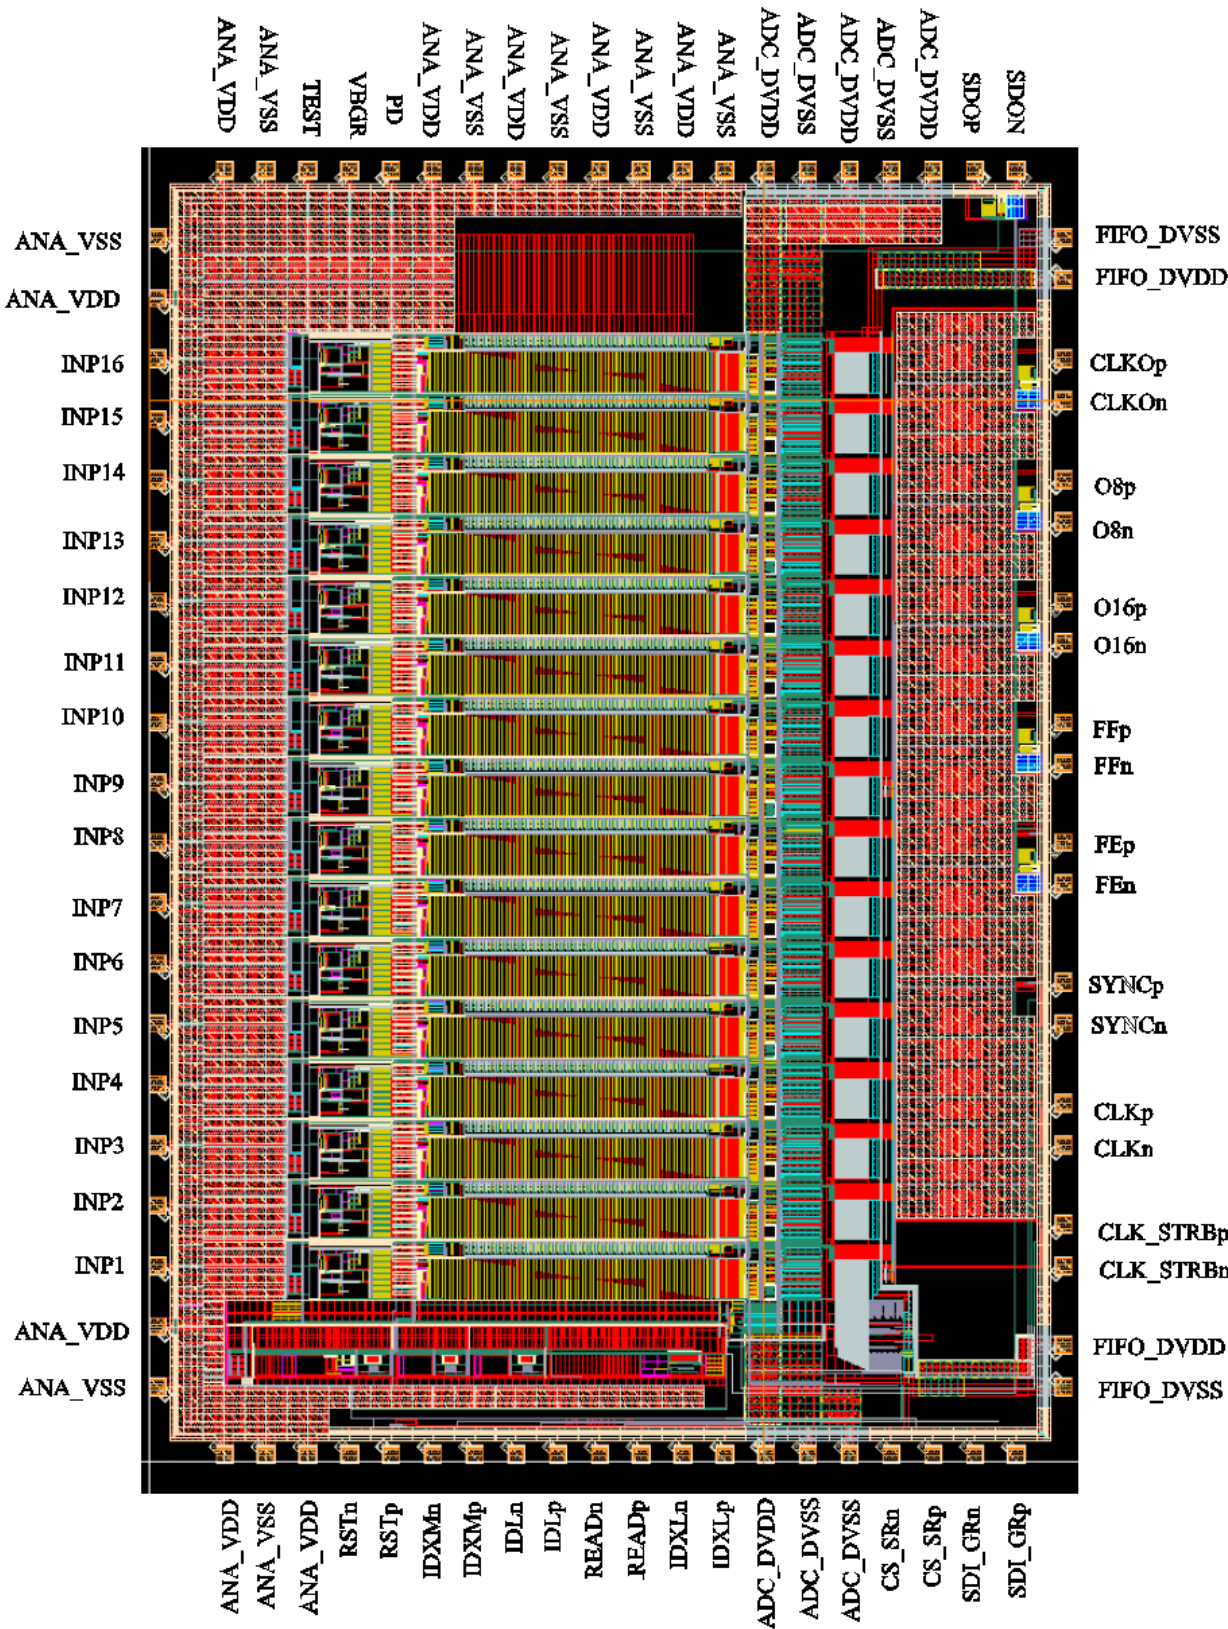 ANA_VDD
ANA_VSS
TEST
VBGR
PD
ANA_VDD
ANA_VSS
ANA_VDD
ANA_VSS
ANA_VDD
ANA_VSS
ANA_VDD
ANA_VSS
ADC_DVDD
ADC_DVSS
ADC_DVDD
ADC_DVSS
ADC_DVDD
SDOP
SDON
ANA_VSS
ANA_VDD
INP16
INP15
INP14
INP13
INP12
INP11
INP10
INP9
INP8
INP7
INP6
INP5
INP4
INP3
INP2
INP1
ANA_VDD
ANA_VSS
FIFO_DVSS
FIFO_DVDD
CLKOp
CLKOn
O8p
O8n
O16p
O16n
FFp
FFn
FEp
FEn
SYNCp
SYNCn
CLKp
CLKn
CLK_STRBp
CLK_STRBn
FIFO_DVDD
FIFO_DVSS
ANA_VDD
ANA_VSS
ANA_VDD
RSTn
RSTp
IDXMn
IDXMp
IDLn
IDLp
READn
READp
IDXLn
IDXLp
ADC_DVDD
ADC_DVSS
ADC_DVSS
CS_SRn
CS_SRp
SDI_GRn
SDI_GRp